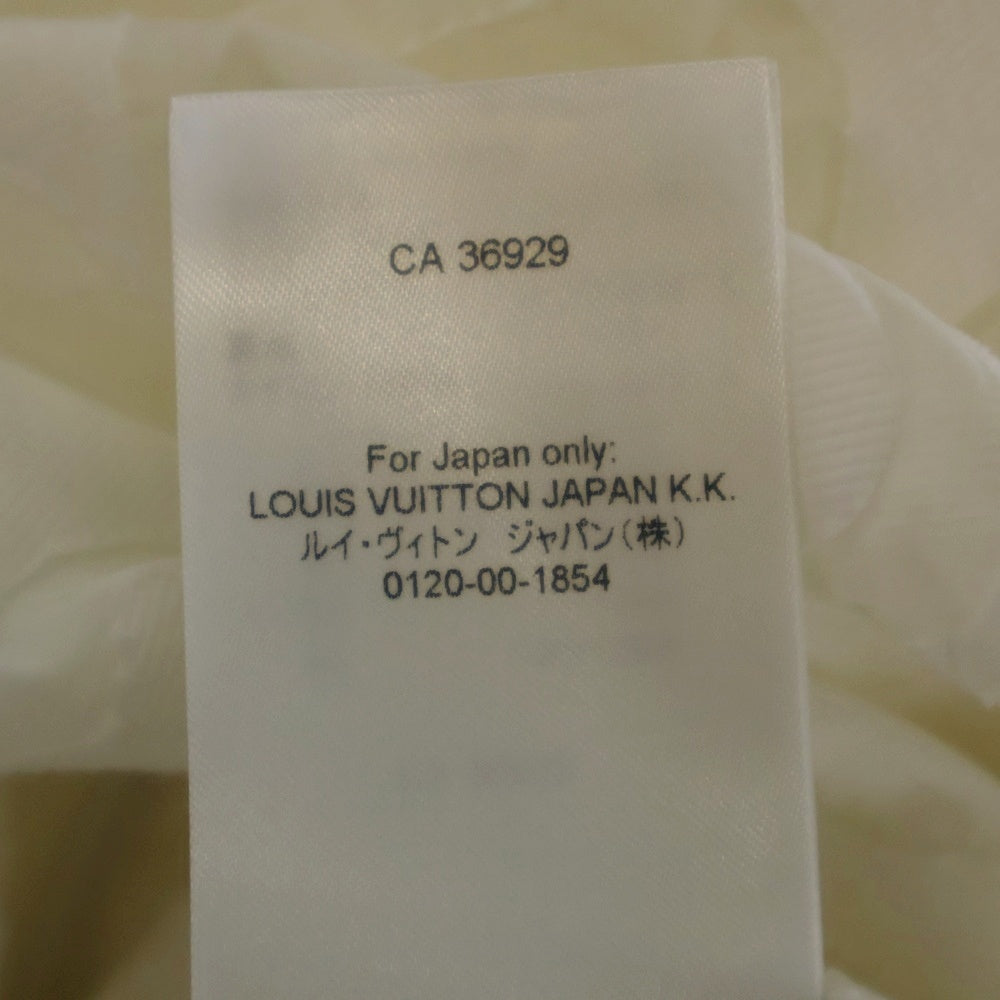 CA 36929
For Japan only:
LOUIS VUITTON JAPAN K.K.
ルイ・ヴィトン ジャパン(株)
0120-00-1854